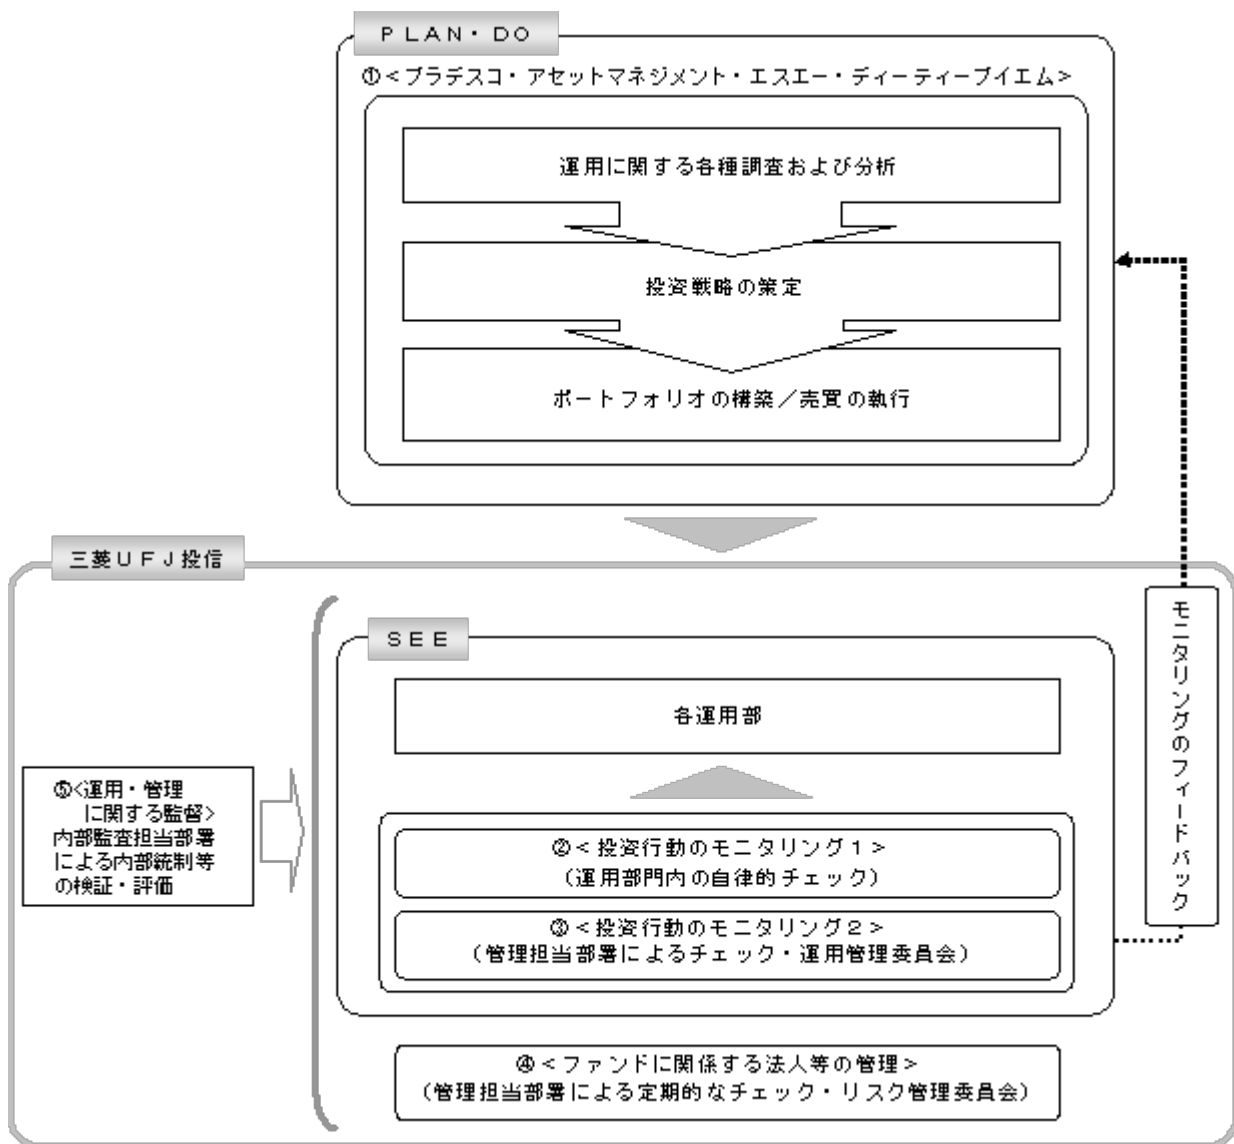 ＰＬＡＮ・ＤＯ
①＜ブラデスコ・アセットマネジメント・エスエー・ディーティーブイエム＞
運用に関する各種調査および分析
投資戦略の策定
ポートフォリオの構築／売買の執行
三菱ＵＦＪ投信
ＳＥＥ
各運用部
②＜投資行動のモニタリング１＞
（運用部門内の自律的チェック）
③＜投資行動のモニタリング２＞
（管理担当部署によるチェック・運用管理委員会）
④＜ファンドに関係する法人等の管理＞
（管理担当部署による定期的なチェック・リスク管理委員会）
⑤<運用・管理
に関する監督>
内部監査担当部署
による内部統制等
の検証・評価
モニタリングのフィードバック